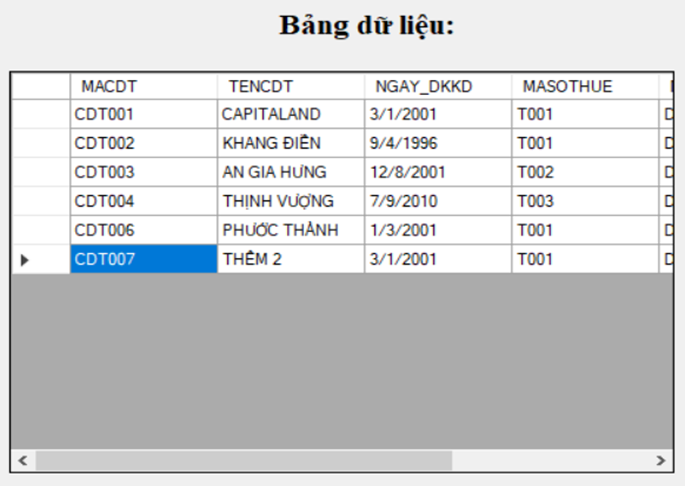 Bảng dữ liệu:
MACDT TENCDT NGAY_DKKD MASOTHUE
CDT001 CAPITALAND 3/1/2001 T001 D
CDT002 KHANG ĐIỀN 9/4/1996 T001 D
CDT003 AN GIA HƯNG 12/8/2001 T002 D
CDT004 THỊNH VƯỢNG 7/9/2010 T003 D
CDT006 PHƯỚC THÀNH 1/3/2001 T001 D
CDT007 THÊM 2 3/1/2001 T001 D